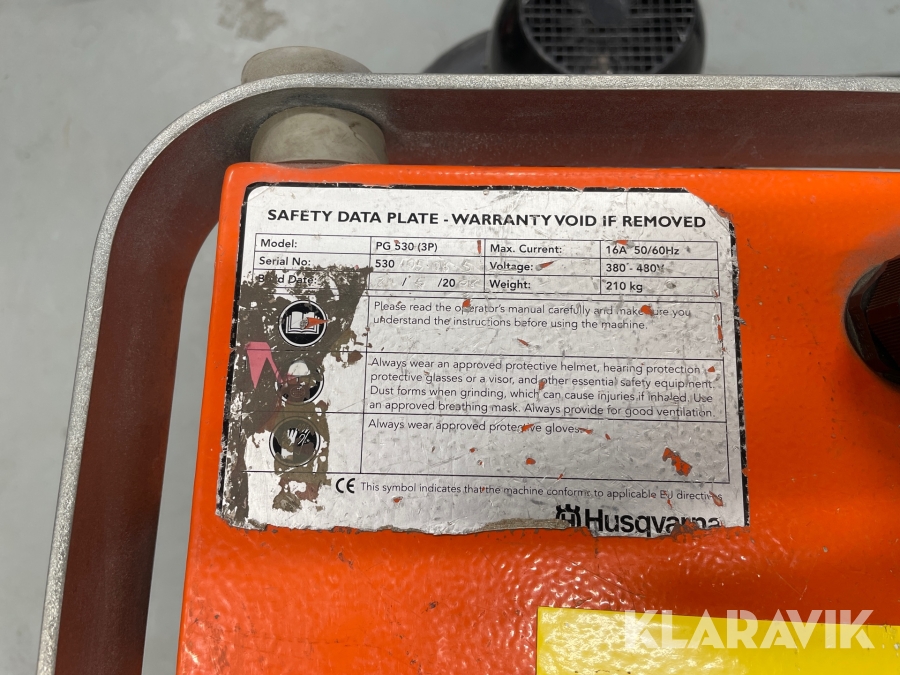 SAFETY DATA PLATE - WARRANTY VOID IF REMOVED
Model: PG 530 (3P) Max. Current: 16A 50/60Hz
Serial No: 530 Voltage: 380 - 480V
Build Date: / /20 Weight: 210 kg
Please read the operator's manual carefully and make sure you
understand the instructions before using the machine.
Always wear an approved protective helmet, hearing protection
protective glasses or a visor, and other essential safety equipment.
Dust forms when grinding, which can cause injuries if inhaled. Use
an approved breathing mask. Always provide for good ventilation
Always wear approved protective gloves.
CE This symbol indicates that the machine conforms to applicable EU directives
Husqvarna
KLARAVIK